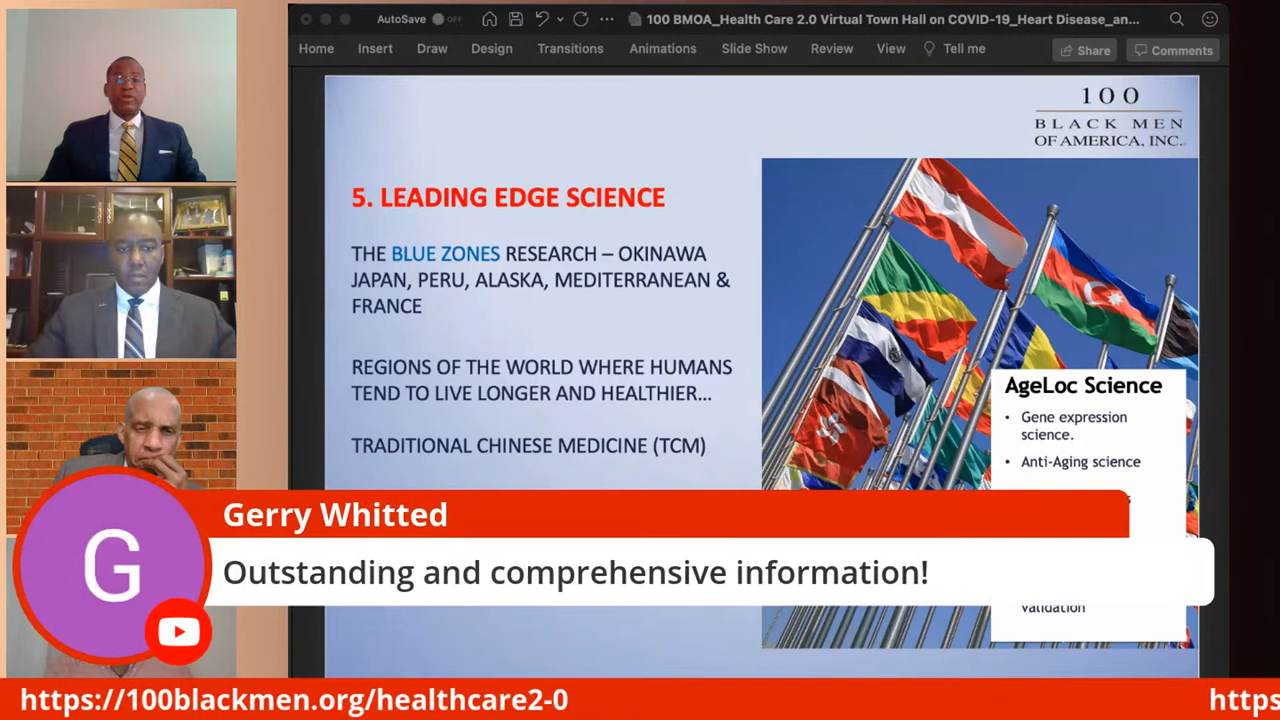 AutoSave OFF
100 BMOA_Health Care 2.0 Virtual Town Hall on COVID-19_Heart Disease_an...
Home Insert Draw Design Transitions Animations Slide Show Review View Tell me Share Comments
100
BLACK MEN
OF AMERICA, INC.
5. LEADING EDGE SCIENCE
THE BLUE ZONES RESEARCH – OKINAWA
JAPAN, PERU, ALASKA, MEDITERRANEAN &
FRANCE
REGIONS OF THE WORLD WHERE HUMANS
TEND TO LIVE LONGER AND HEALTHIER...
TRADITIONAL CHINESE MEDICINE (TCM)
AgeLoc Science
• Gene expression
science.
• Anti-Aging science
validation
G
Gerry Whitted
Outstanding and comprehensive information!
https://100blackmen.org/healthcare2-0
https